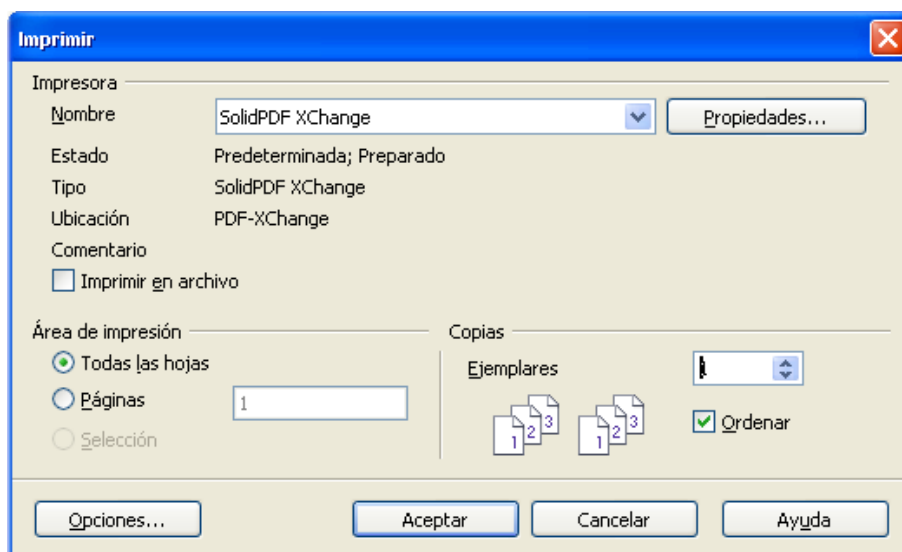 Imprimir
Impresora
Nombre SolidPDF XChange Propiedades...
Estado Predeterminada; Preparado
Tipo SolidPDF XChange
Ubicación PDF-XChange
Comentario
Imprimir en archivo
Área de impresión
Todas las hojas
Páginas 1
Selección
Copias
Ejemplares 1
1 2 3 1 2 3
Ordenar
Opciones... Aceptar Cancelar Ayuda